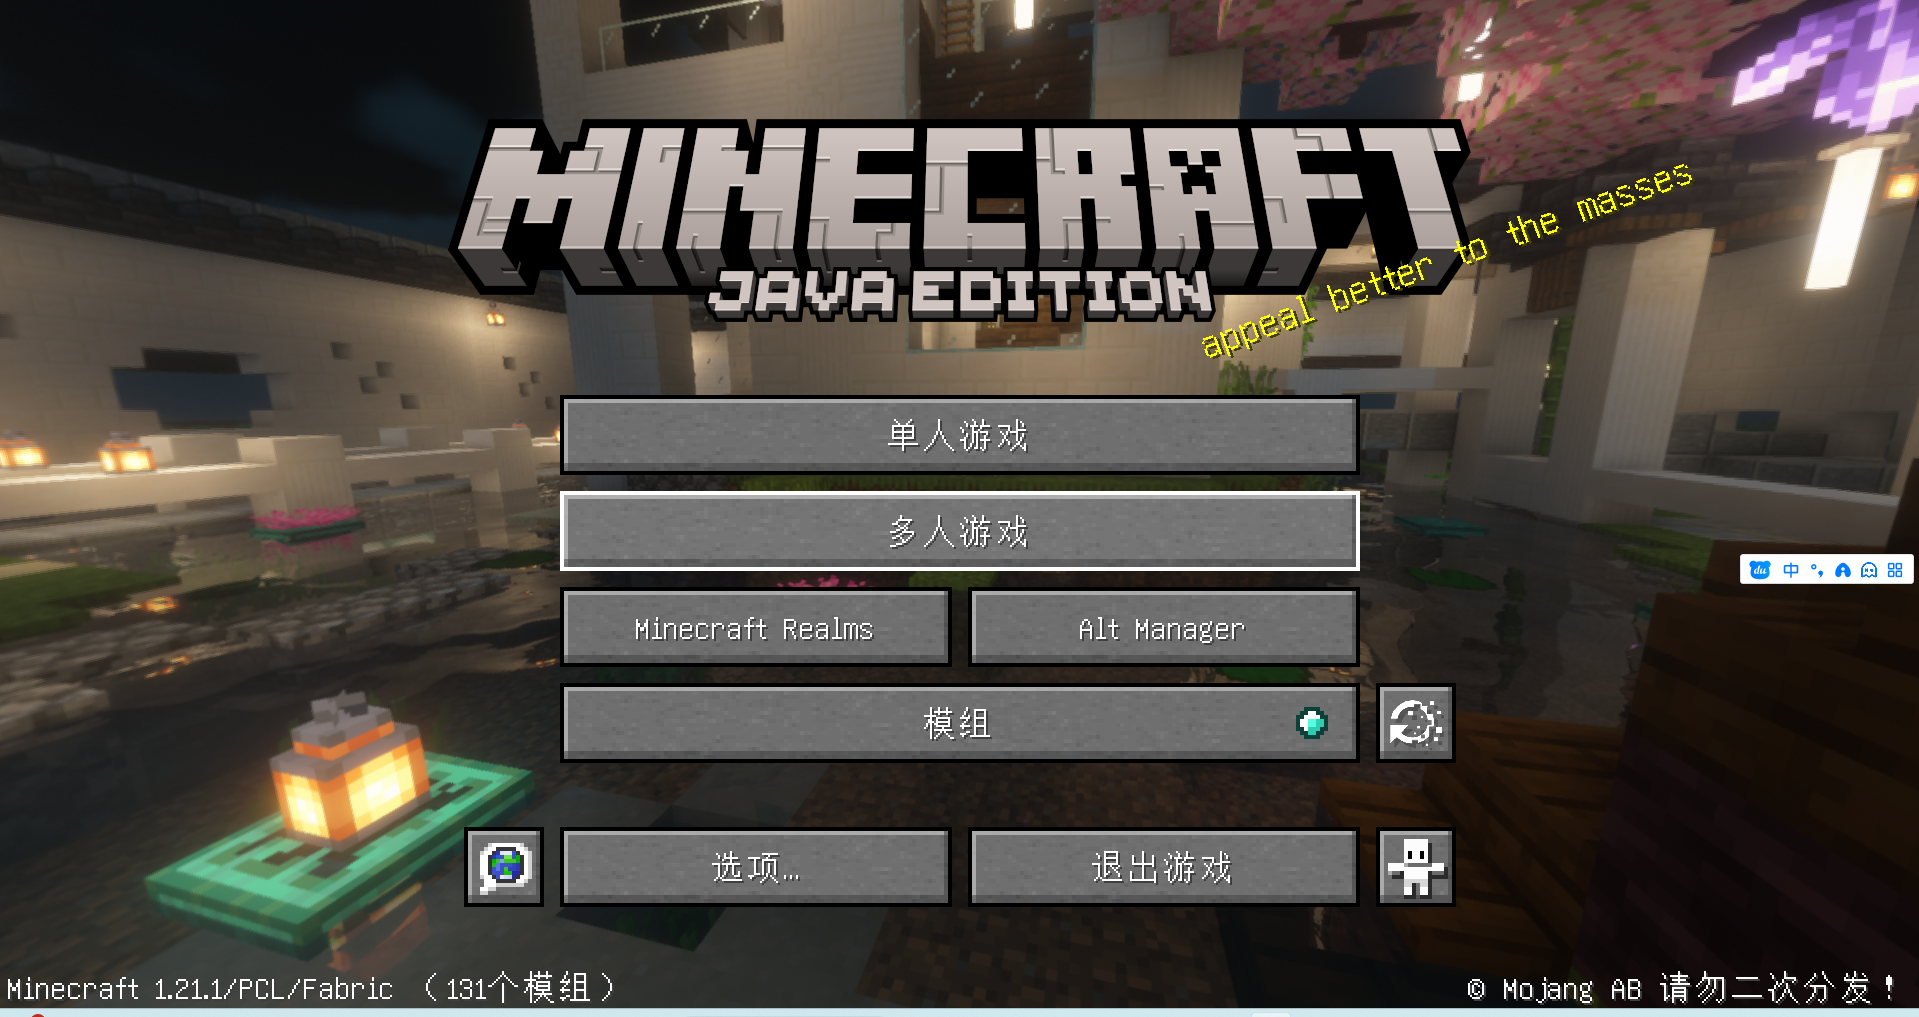 MINECRAFT
JAVA EDITION
appeal better to the masses
单人游戏
多人游戏
du 中
Minecraft Realms
Alt Manager
模组
选项...
退出游戏
Minecraft 1.21.1/PCL/Fabric （131个模组）
© Mojang AB 请勿二次分发！